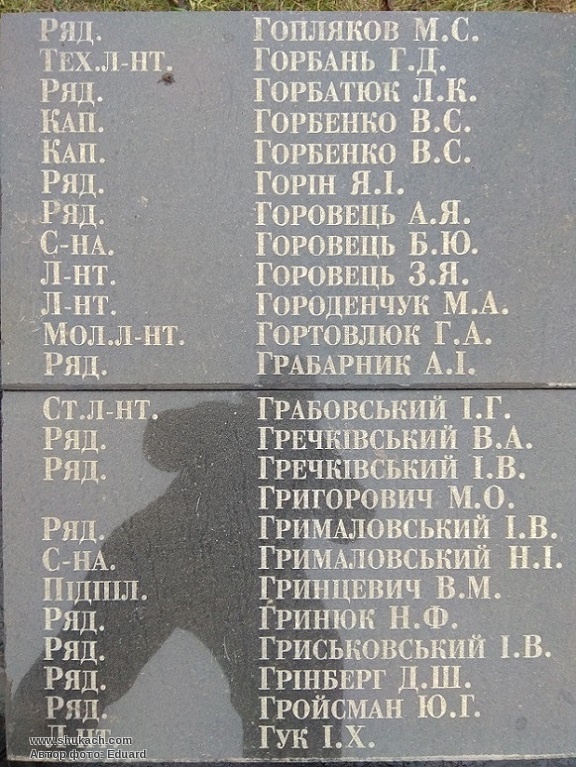 Ряд. Гопляков М.С.
Тех.л-нт. Горбань Г.Д.
Ряд. Горбатюк Л.К.
Кап. Горбенко В.Є.
Кап. Горбенко В.С.
Ряд. Горін Я.І.
Ряд. Горовець А.Я.
С-на. Горовець Б.Ю.
Л-нт. Горовець З.Я.
Л-нт. Городенчук М.А.
Мол.л-нт. Гортовлюк Г.А.
Ряд. Грабарник А.І.
Ст.л-нт. Грабовський І.Г.
Ряд. Гречківський В.А.
Ряд. Гречківський І.В.
Григорович М.О.
Ряд. Грималовський І.В.
С-на. Грималовський Н.І.
Підпіл. Гринцевич В.М.
Ряд. Гринюк Н.Ф.
Ряд. Гриськовський І.В.
Ряд. Грінберг Д.Ш.
Ряд. Гройсман Ю.Г.
Л-нт. Гук І.Х.
www.shukach.com
Автор фото: Eduard